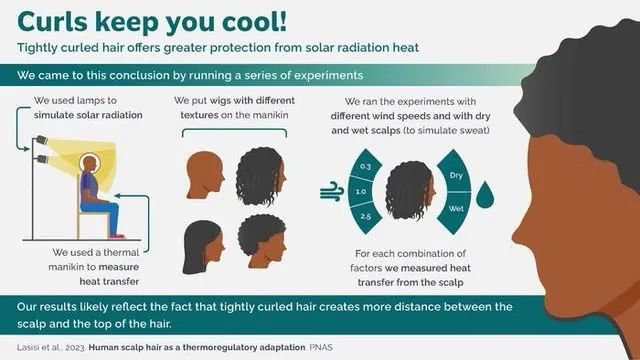 Curls keep you cool!
Tightly curled hair offers greater protection from solar radiation heat
We came to this conclusion by running a series of experiments
We used lamps to
simulate solar radiation
We used a thermal
manikin to measure
heat transfer
We put wigs with different
textures on the manikin
We ran the experiments with
different wind speeds and with dry
and wet scalps (to simulate sweat)
0.3
1.0
2.5
Dry
Wet
For each combination of
factors we measured heat
transfer from the scalp
Our results likely reflect the fact that tightly curled hair creates more distance between the
scalp and the top of the hair.
Lasisi et al., 2023. Human scalp hair as a thermoregulatory adaptation. PNAS